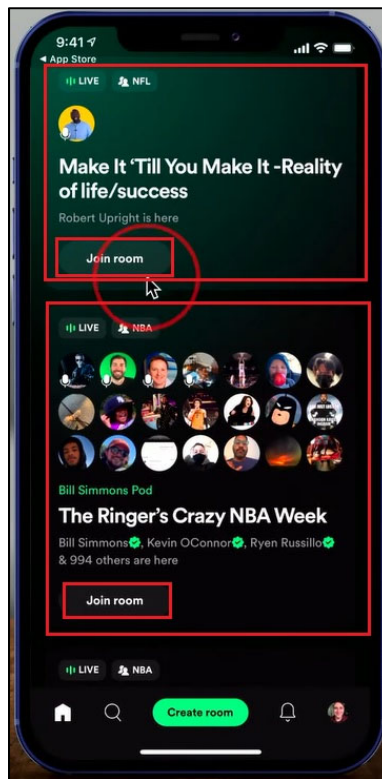 9:41
App Store
LIVE NFL
Make It ‘Till You Make It -Reality
of life/success
Robert Upright is here
Join room
LIVE NBA
Bill Simmons Pod
The Ringer's Crazy NBA Week
Bill Simmons, Kevin OConnor, Ryen Russillo
& 994 others are here
Join room
LIVE NBA
Create room